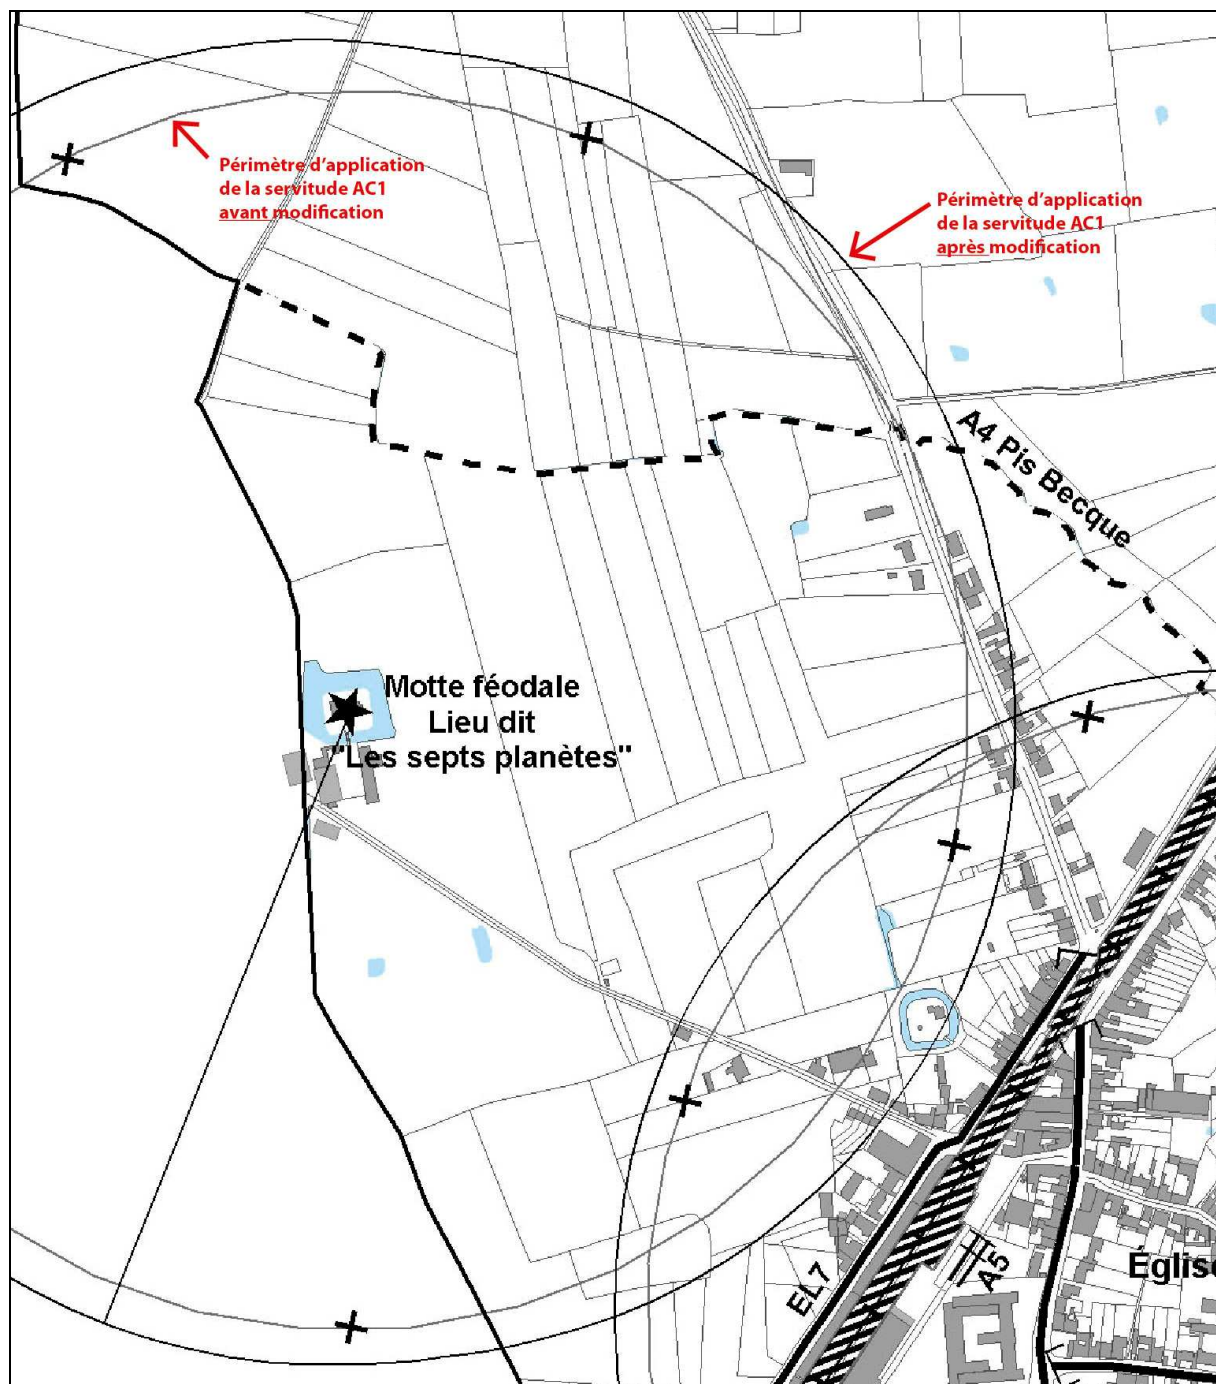 Périmètre d'application
de la servitude AC1
avant modification
Périmètre d'application
de la servitude AC1
après modification
A4 Pis Becque
Motte féodale
Lieu dit
"Les septs planètes"
EL7
A5
Église